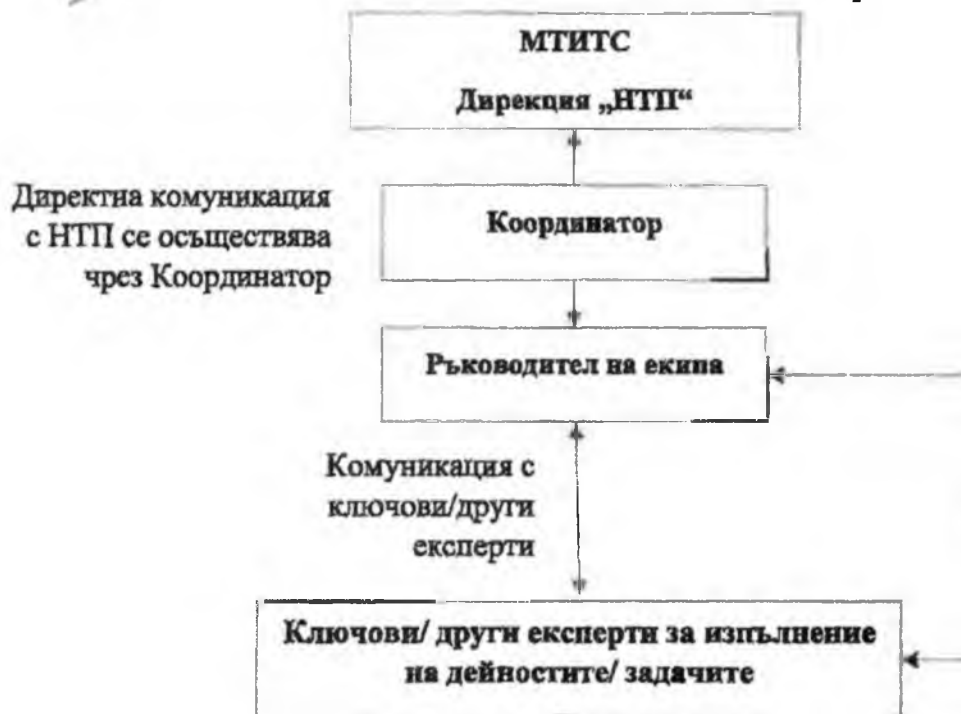 МТИТС
Дирекция „НТП“
Директна комуникация
с НТП се осъществява
чрез Координатор
Координатор
Ръководител на екипа
Комуникация с
ключови/други
експерти
Ключови/ други експерти за изпълнение
на дейностите/ задачите